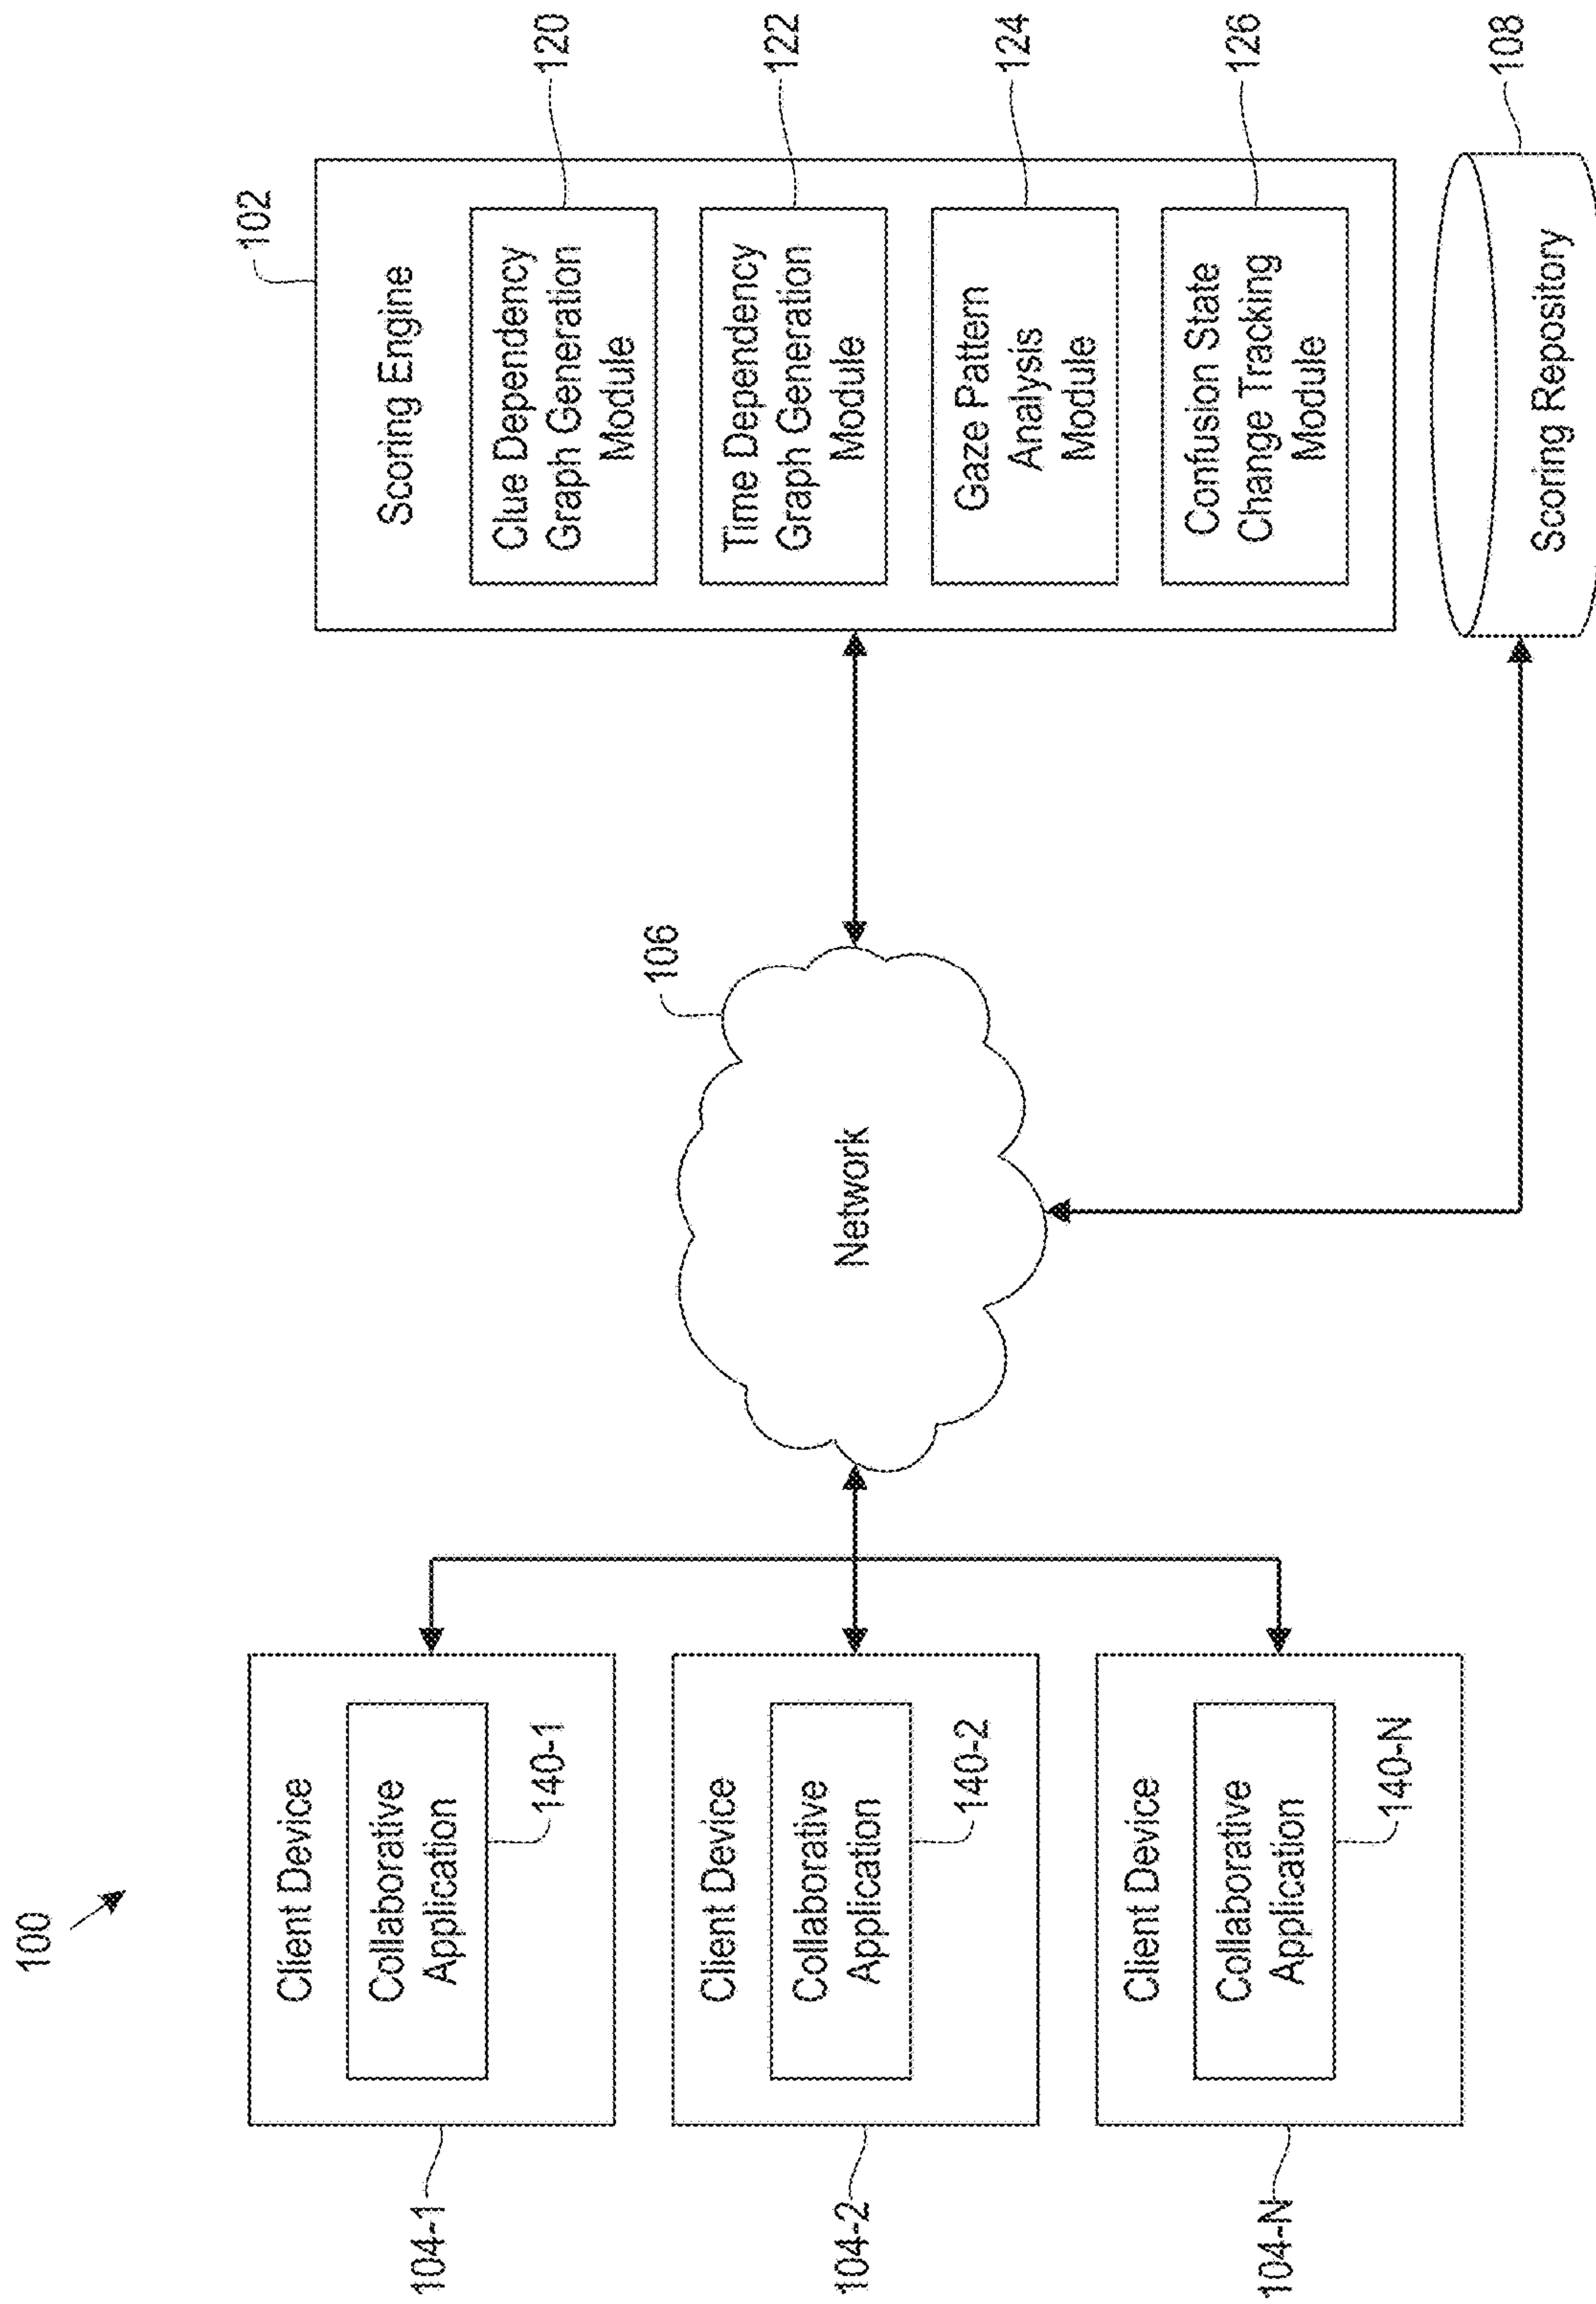 100
104-1
Client Device
Collaborative
Application
140-1
104-2
Client Device
Collaborative
Application
140-2
104-N
Client Device
Collaborative
Application
140-N
106
Network
102
Scoring Engine
Clue Dependency
Graph Generation
Module
120
Time Dependency
Graph Generation
Module
122
Gaze Pattern
Analysis
Module
124
Confusion State
Change Tracking
Module
126
Scoring Repository
108